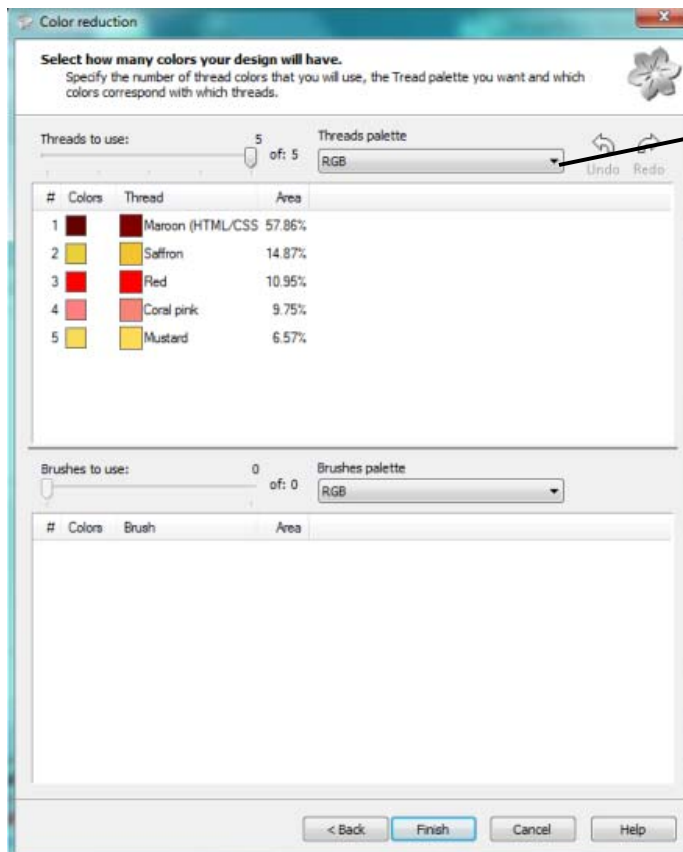 Color reduction
Select how many colors your design will have.
Specify the number of thread colors that you will use, the Tread palette you want and which
colors correspond with which threads.
Threads to use: 5 of: 5 Threads palette
RGB Undo Redo
# Colors Thread Area
1 Maroon (HTML/CSS 57.86%
2 Saffron 14.87%
3 Red 10.95%
4 Coral pink 9.75%
5 Mustard 6.57%
Brushes to use: 0 of: 0 Brushes palette
RGB
# Colors Brush Area
< Back Finish Cancel Help